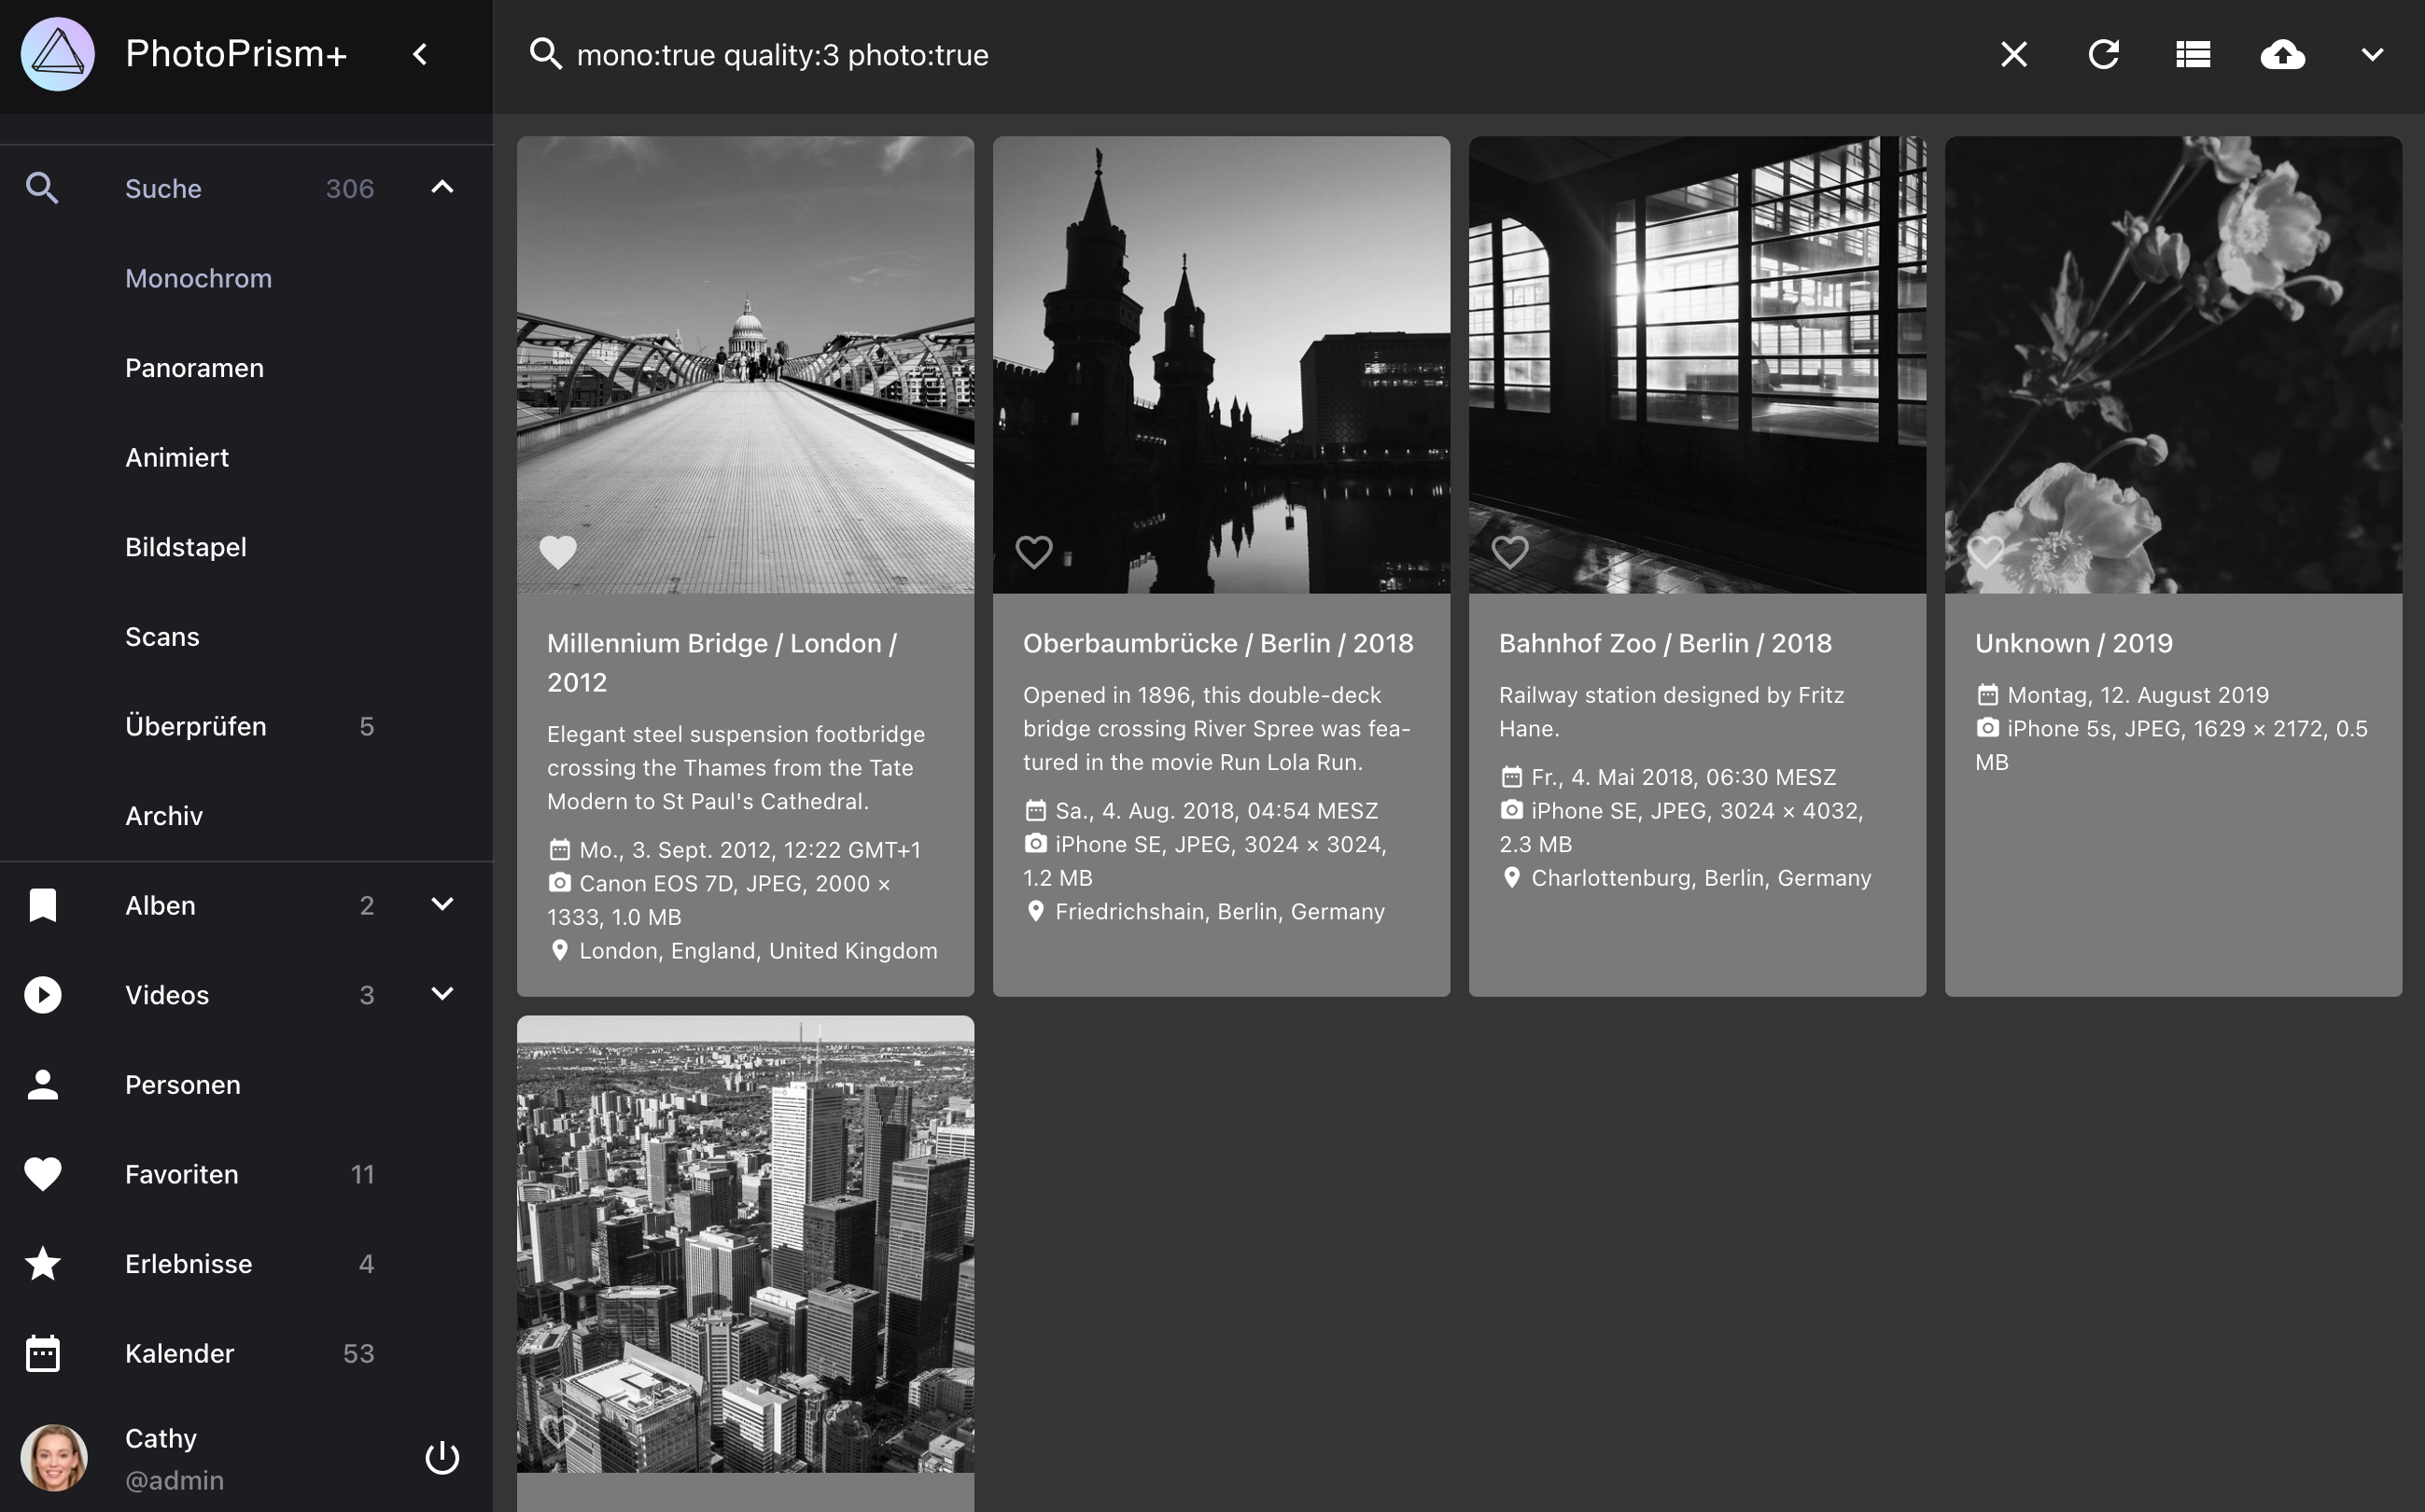 PhotoPrism+
mono:true quality:3 photo:true
Suche 306
Monochrom
Panoramen
Animiert
Bildstapel
Scans
Überprüfen 5
Archiv
Alben 2
Videos 3
Personen
Favoriten 11
Erlebnisse 4
Kalender 53
Cathy
@admin
Millennium Bridge / London /
2012
Elegant steel suspension footbridge
crossing the Thames from the Tate
Modern to St Paul's Cathedral.
Mo., 3. Sept. 2012, 12:22 GMT+1
Canon EOS 7D, JPEG, 2000 ×
1333, 1.0 MB
London, England, United Kingdom
Oberbaumbrücke / Berlin / 2018
Opened in 1896, this double-deck
bridge crossing River Spree was fea-
tured in the movie Run Lola Run.
Sa., 4. Aug. 2018, 04:54 MESZ
iPhone SE, JPEG, 3024 × 3024,
1.2 MB
Friedrichshain, Berlin, Germany
Bahnhof Zoo / Berlin / 2018
Railway station designed by Fritz
Hane.
Fr., 4. Mai 2018, 06:30 MESZ
iPhone SE, JPEG, 3024 × 4032,
2.3 MB
Charlottenburg, Berlin, Germany
Unknown / 2019
Montag, 12. August 2019
iPhone 5s, JPEG, 1629 × 2172, 0.5
MB